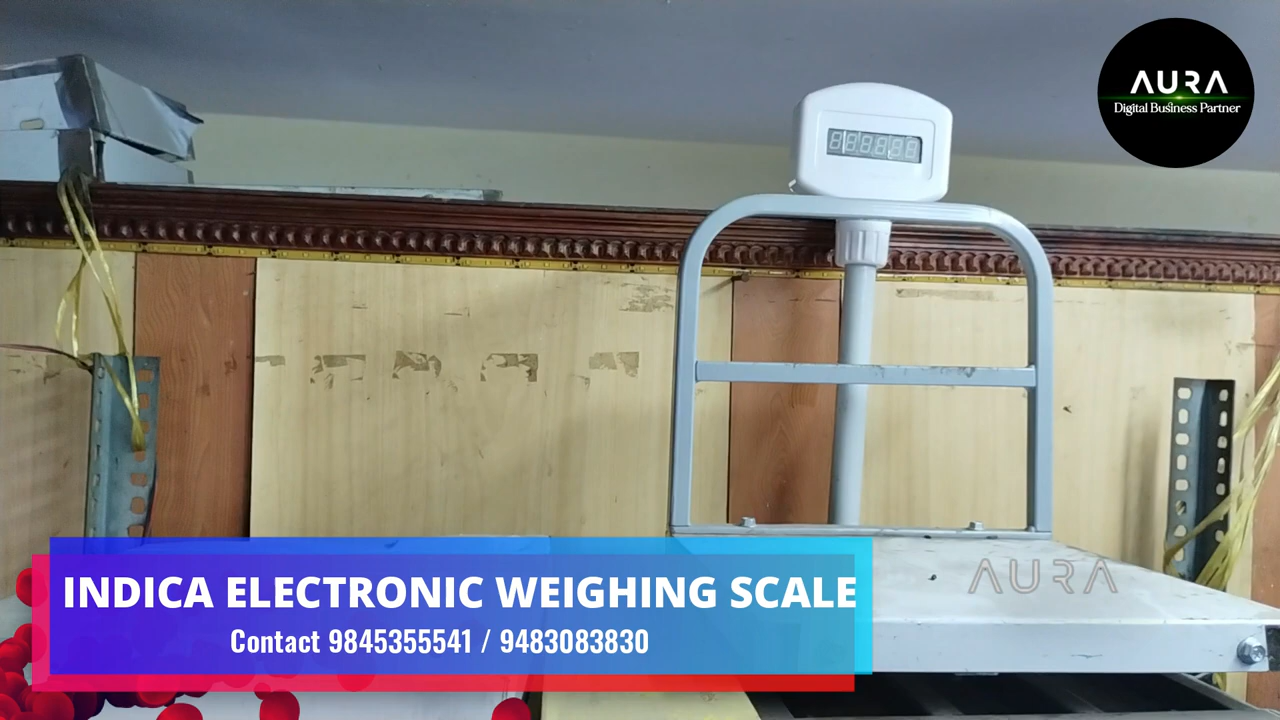 AURA
Digital Business Partner
AURA
INDICA ELECTRONIC WEIGHING SCALE
Contact 9845355541 / 9483083830